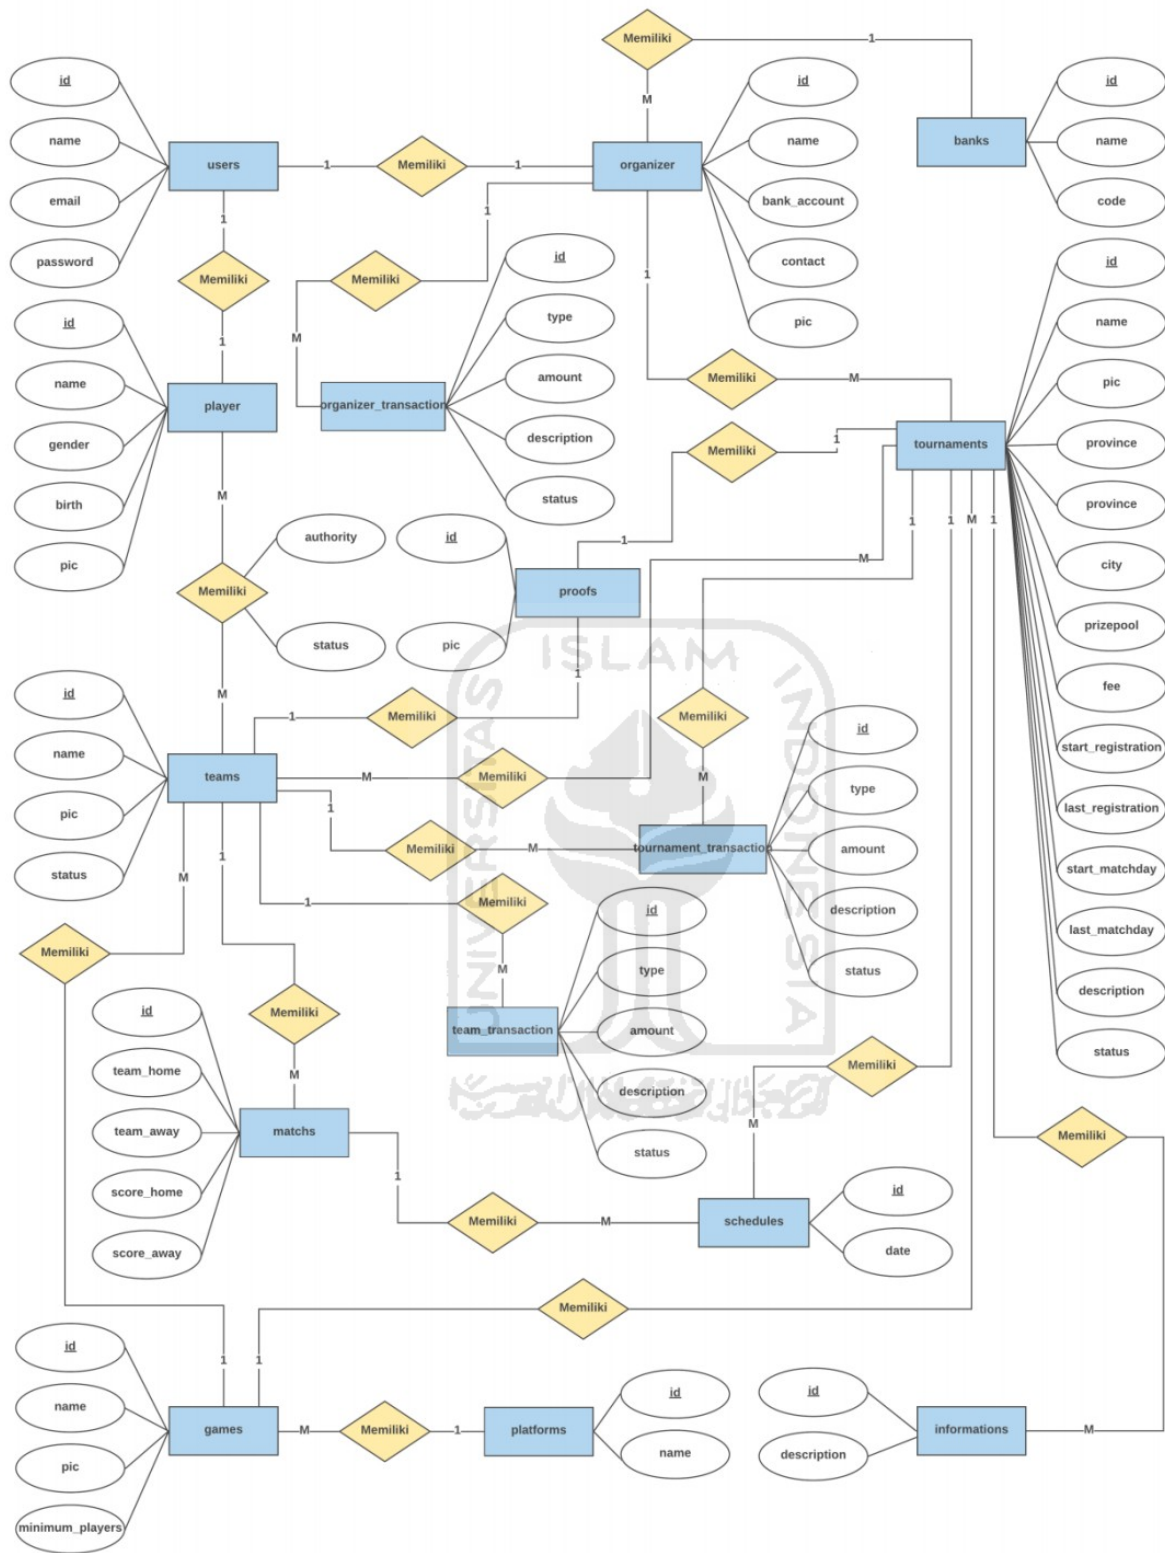 Memiliki
1
M
id
name
email
password
users
1
Memiliki
1
organizer
id
name
bank_account
contact
pic
banks
id
name
code
1
Memiliki
1
1
Memiliki
M
organizer_transaction
id
type
amount
description
status
1
Memiliki
M
id
name
gender
birth
pic
player
M
Memiliki
authority
status
M
tournaments
id
name
pic
province
province
city
prizepool
fee
start_registration
last_registration
start_matchday
last_matchday
description
status
1
Memiliki
1
proofs
id
pic
1
Memiliki
1
M
Memiliki
M
1
Memiliki
M
1
Memiliki
M
tournament_transaction
id
type
amount
description
status
id
name
pic
status
teams
1
Memiliki
M
team_transaction
id
type
amount
description
status
M
Memiliki
1
1
Memiliki
M
matchs
id
team_home
team_away
score_home
score_away
1
Memiliki
M
schedules
id
date
1
Memiliki
M
M
Memiliki
1
1
Memiliki
M
id
name
pic
minimum_players
games
M
Memiliki
1
platforms
id
name
id
description
informations
UNIVERSITAS
ISLAM
INDONESIA